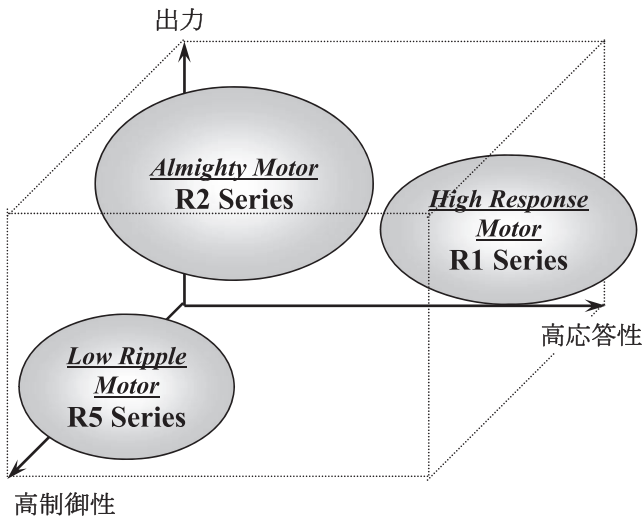 出力
Almighty Motor
R2 Series
High Response
Motor
R1 Series
高応答性
Low Ripple
Motor
R5 Series
高制御性